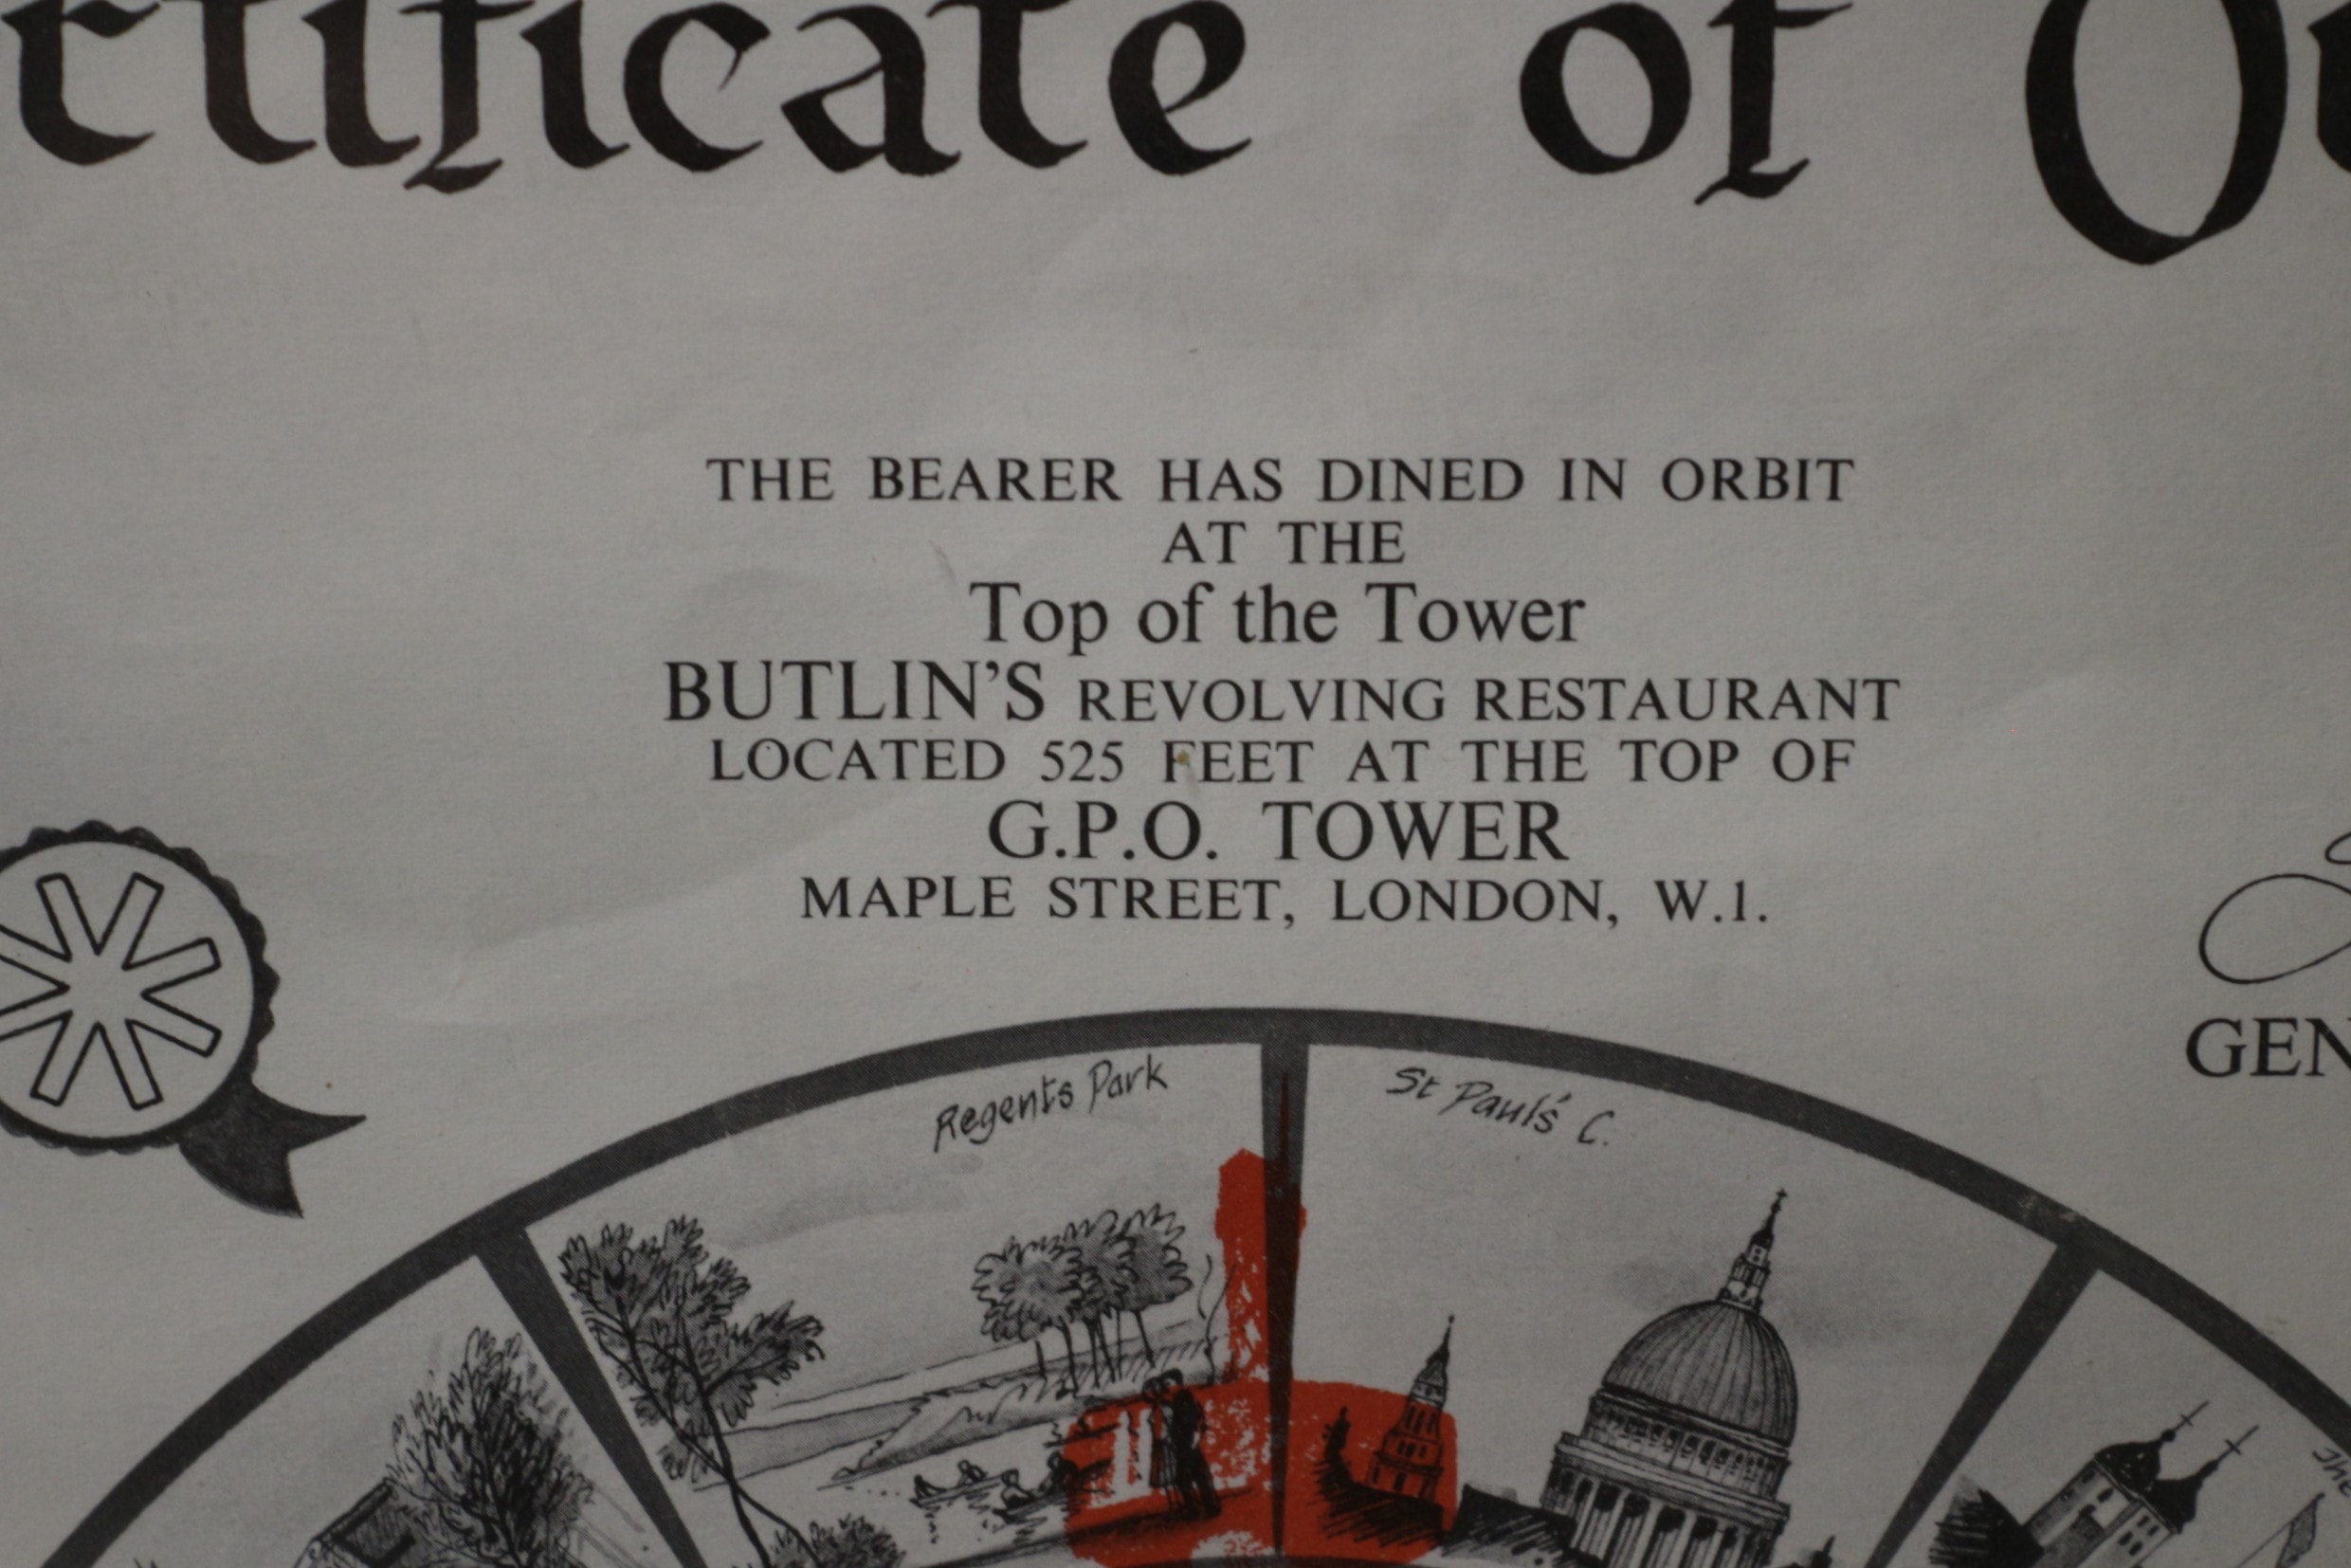 rtificate of O
THE BEARER HAS DINED IN ORBIT
AT THE
Top of the Tower
BUTLIN'S REVOLVING RESTAURANT
LOCATED 525 FEET AT THE TOP OF
G.P.O. TOWER
MAPLE STREET, LONDON, W.1.
GEN
Regents Park
St Paul's C.
The